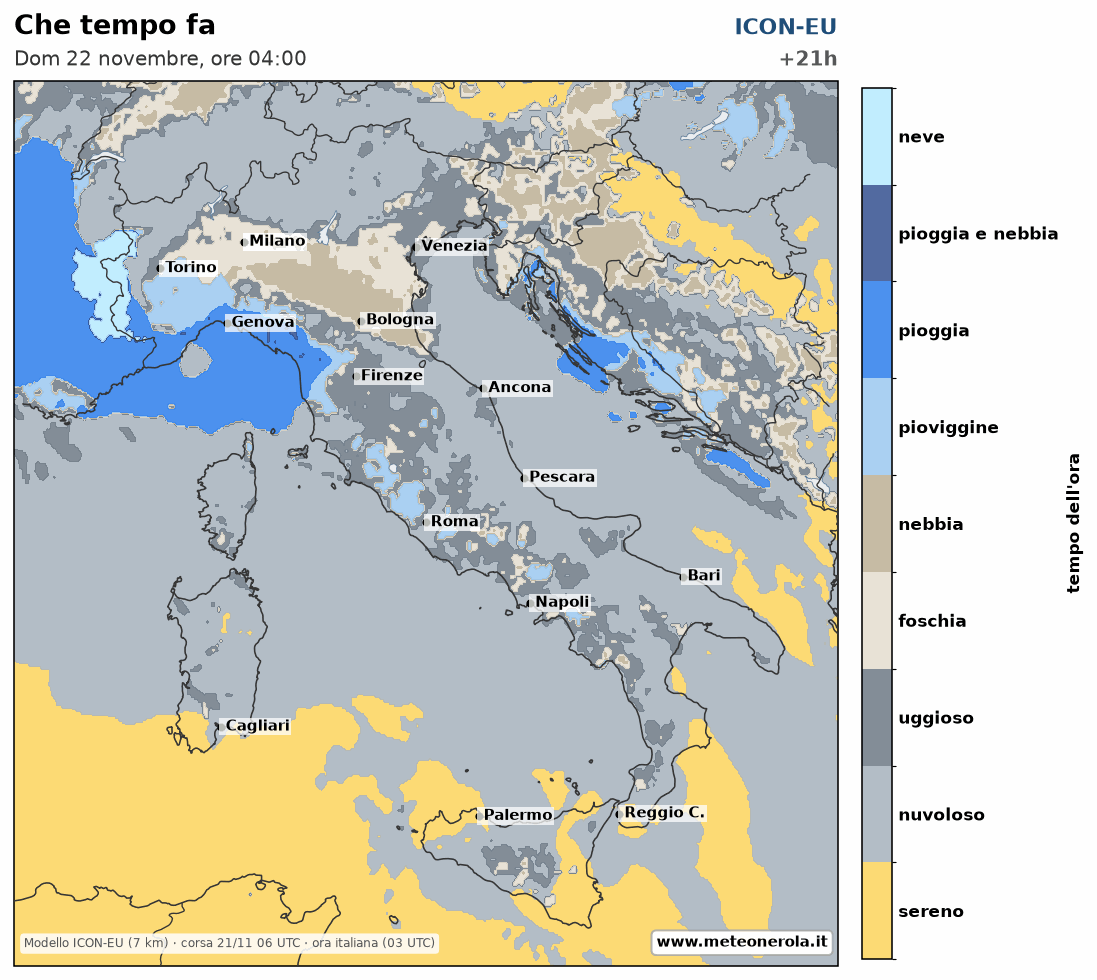 Che tempo fa
ICON-EU
Dom 22 novembre, ore 04:00
+21h
neve
pioggia e nebbia
pioggia
pioviggine
nebbia
foschia
uggioso
nuvoloso
sereno
tempo dell'ora
Milano
Venezia
Torino
Genova
Bologna
Firenze
Ancona
Pescara
Roma
Bari
Napoli
Cagliari
Palermo
Reggio C.
Modello ICON-EU (7 km) · corsa 21/11 06 UTC · ora italiana (03 UTC)
www.meteonerola.it